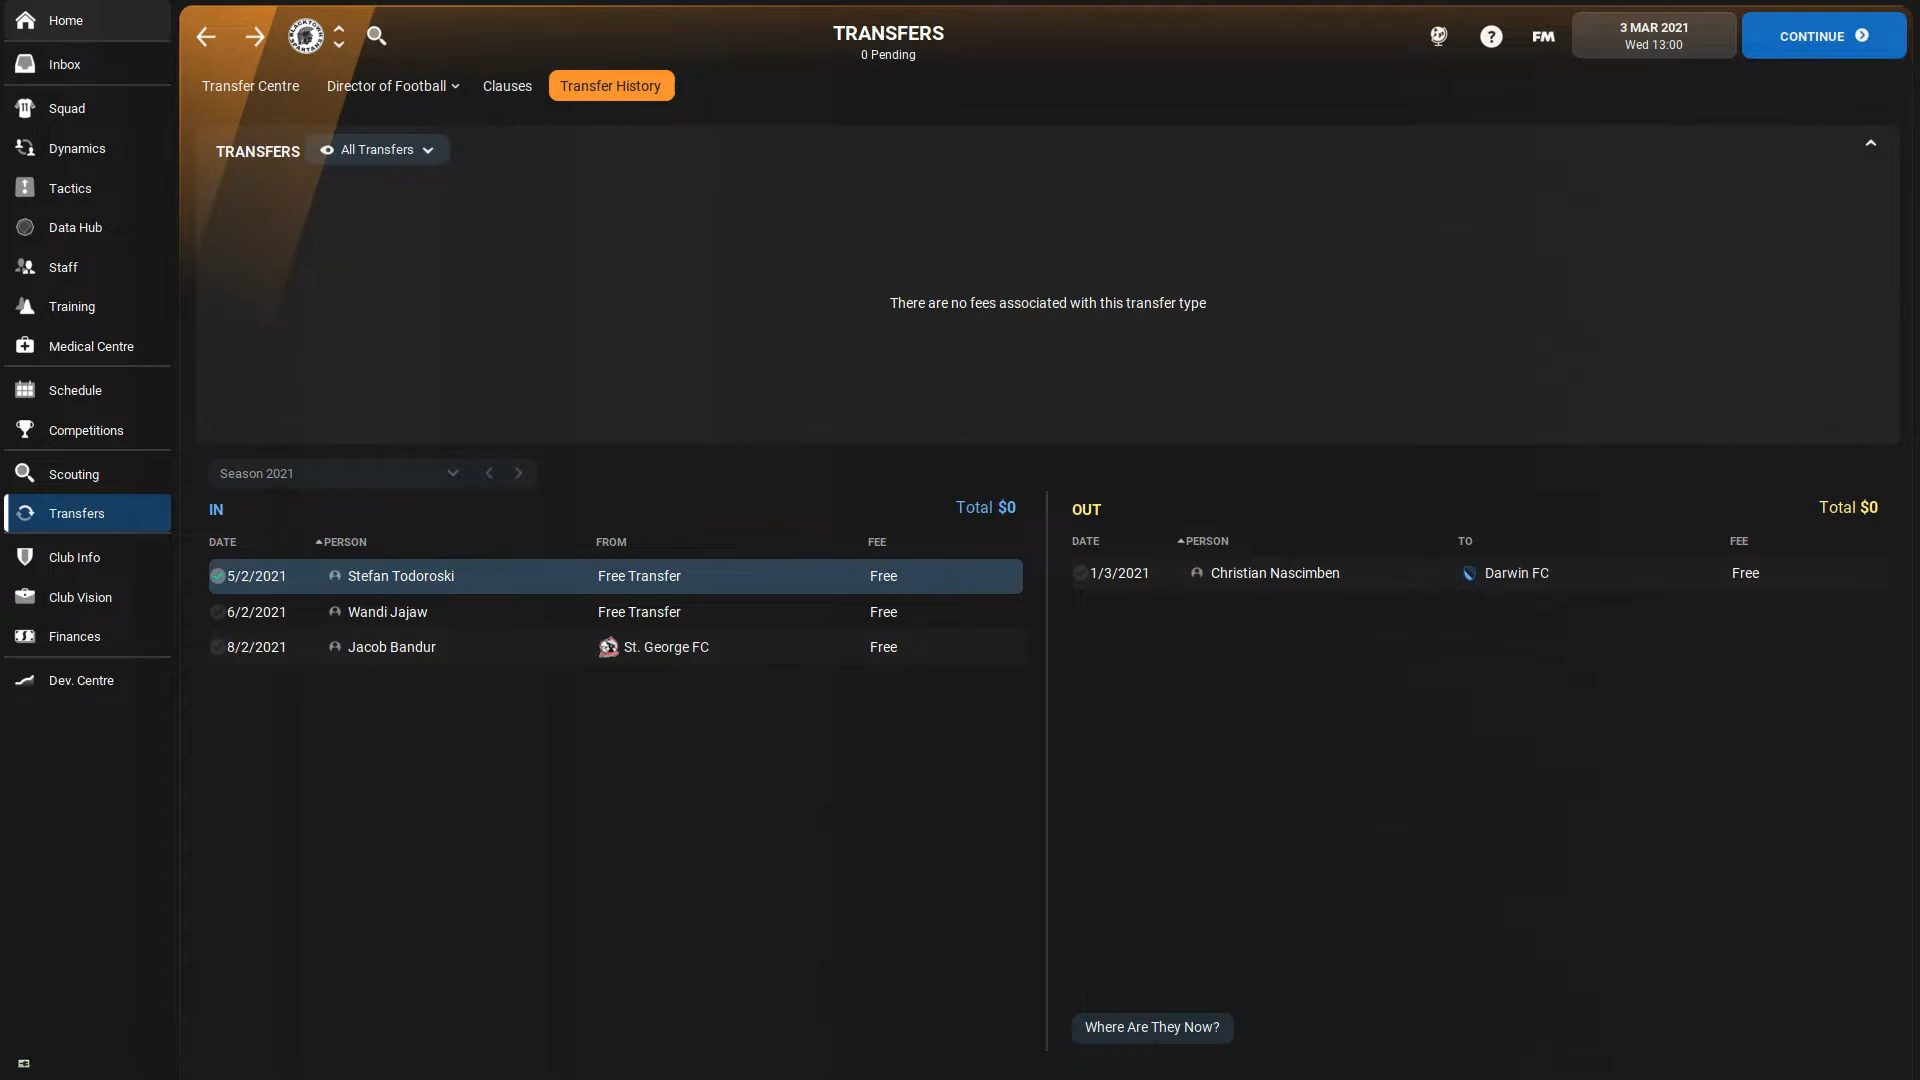 Home
Inbox
Squad
Dynamics
Tactics
Data Hub
Staff
Training
Medical Centre
Schedule
Competitions
Scouting
Transfers
Club Info
Club Vision
Finances
Dev. Centre
TRANSFERS
0 Pending
FM
3 MAR 2021
Wed 13:00
CONTINUE
Transfer Centre
Director of Football
Clauses
Transfer History
TRANSFERS
All Transfers
There are no fees associated with this transfer type
Season 2021
IN
Total $0
DATE PERSON FROM FEE
5/2/2021 Stefan Todoroski Free Transfer Free
6/2/2021 Wandi Jajaw Free Transfer Free
8/2/2021 Jacob Bandur St. George FC Free
OUT
Total $0
DATE PERSON TO FEE
1/3/2021 Christian Nascimben Darwin FC Free
Where Are They Now?